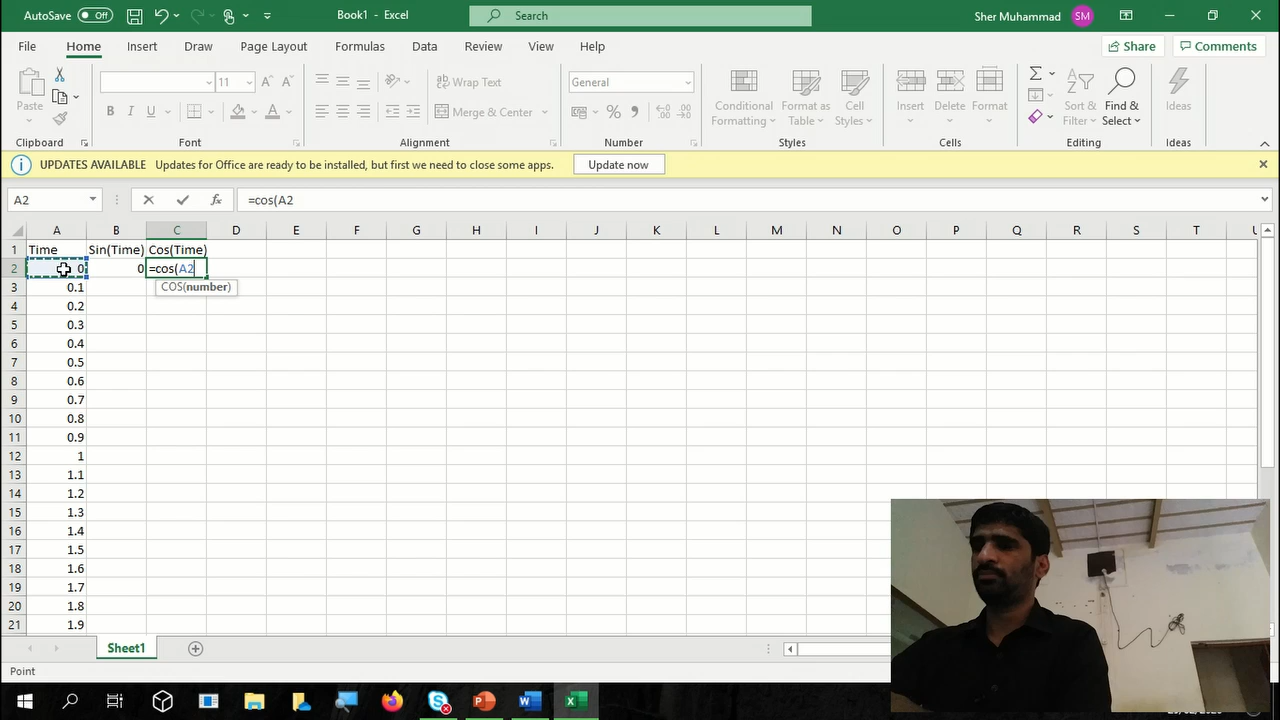 AutoSave Off Book1 - Excel Search Sher Muhammad SM
File Home Insert Draw Page Layout Formulas Data Review View Help Share Comments
Paste 11 Wrap Text General Conditional Formatting Format as Table Cell Styles Insert Delete Format Sort & Filter Find & Select Ideas
B I U Merge & Center
Clipboard Font Alignment Number Styles Cells Editing Ideas
UPDATES AVAILABLE Updates for Office are ready to be installed, but first we need to close some apps. Update now
A2 fx =cos(A2
A B C D E F G H I J K L M N O P Q R S T U
1 Time Sin(Time) Cos(Time)
2 0 0 =cos(A2
3 0.1 COS(number)
4 0.2
5 0.3
6 0.4
7 0.5
8 0.6
9 0.7
10 0.8
11 0.9
12 1
13 1.1
14 1.2
15 1.3
16 1.4
17 1.5
18 1.6
19 1.7
20 1.8
21 1.9
Sheet1
Point